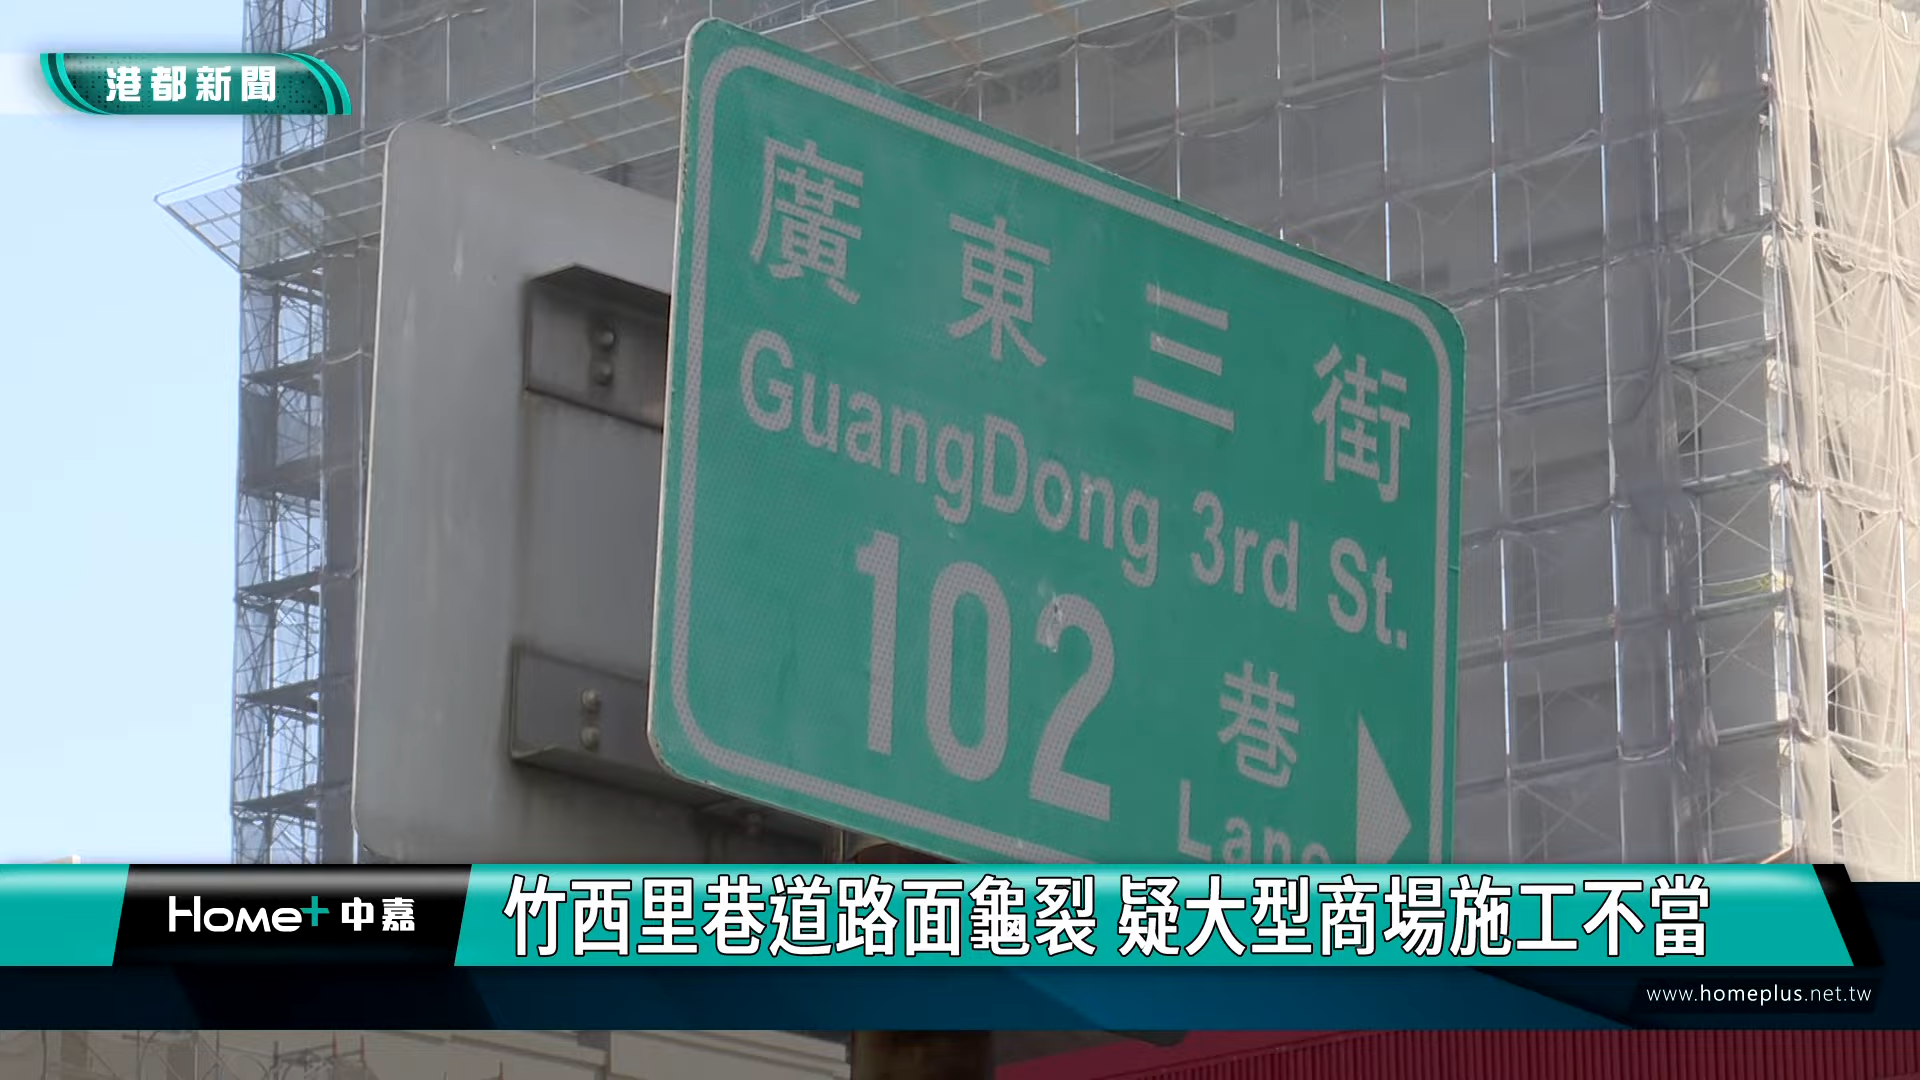 港都新聞
廣東三街
GuangDong 3rd St.
102 巷
Lane
Home+ 中嘉
竹西里巷道路面龜裂 疑大型商場施工不當
www.homeplus.net.tw